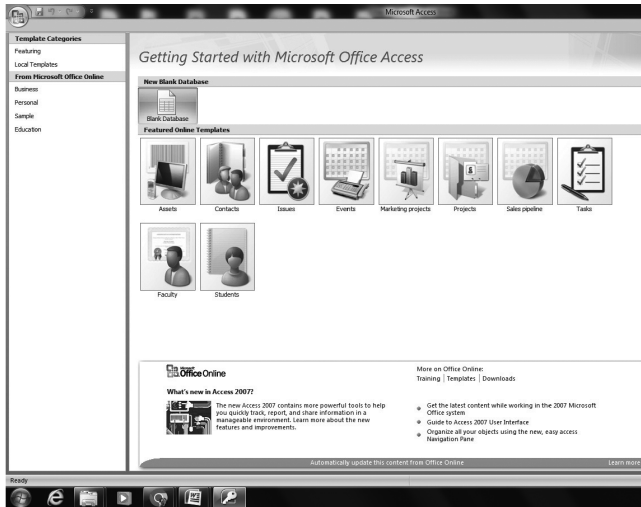 Microsoft Access
Template Categories
Featuring
Local Templates
From Microsoft Office Online
Business
Personal
Sample
Education
Getting Started with Microsoft Office Access
New Blank Database
Blank Database
Featured Online Templates
Assets Contacts Issues Events Marketing projects Projects Sales pipeline Tasks
Faculty Students
Microsoft
Office Online
What's new in Access 2007?
The new Access 2007 contains more powerful tools to help
you quickly track, report, and share information in a
manageable environment. Learn more about the new
features and improvements.
More on Office Online:
Training | Templates | Downloads
Get the latest content while working in the 2007 Microsoft
Office system
Guide to Access 2007 User Interface
Organize all your objects using the new, easy access
Navigation Pane
Automatically update this content from Office Online
Learn more
Ready